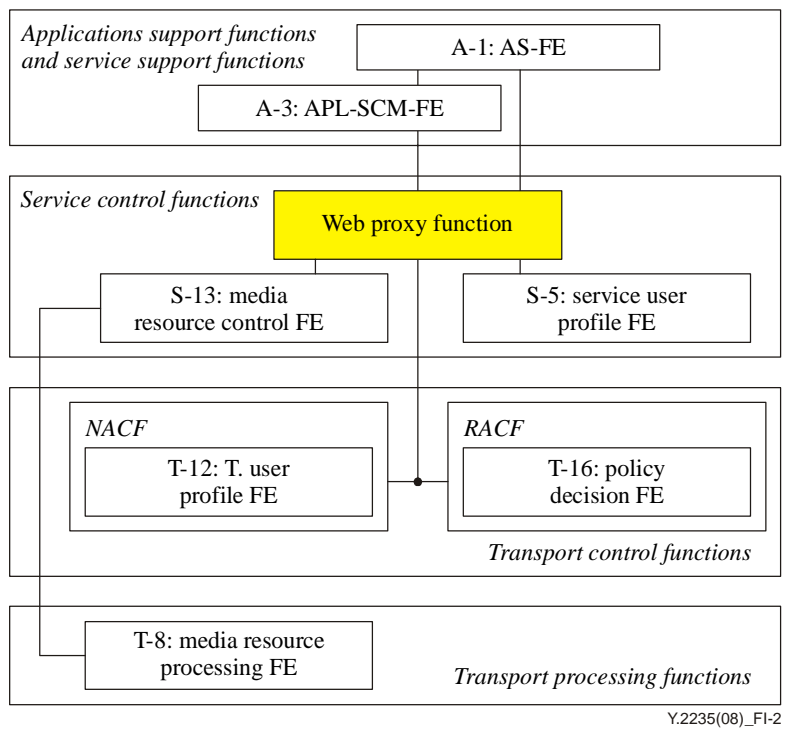 Applications support functions
and service support functions
A-1: AS-FE
A-3: APL-SCM-FE
Service control functions
Web proxy function
S-13: media
resource control FE
S-5: service user
profile FE
NACF
T-12: T. user
profile FE
RACF
T-16: policy
decision FE
Transport control functions
T-8: media resource
processing FE
Transport processing functions
Y.2235(08)_FI-2